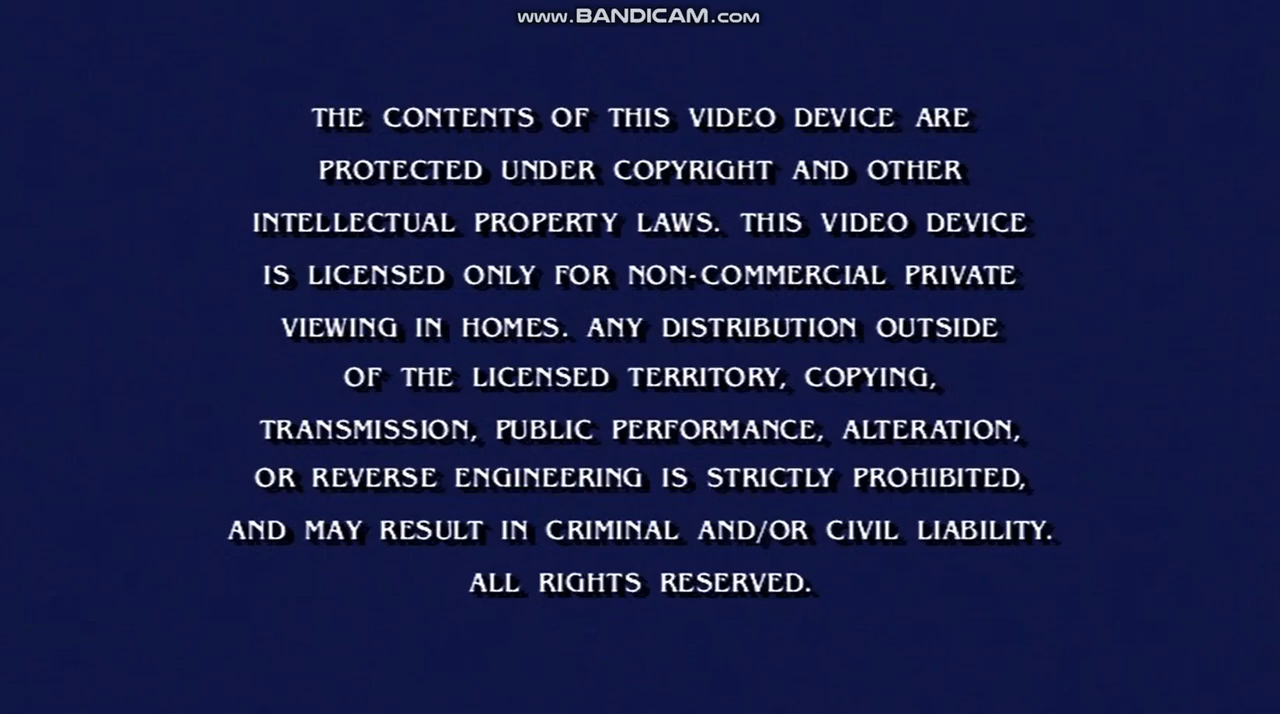 www.BANDICAM.com
THE CONTENTS OF THIS VIDEO DEVICE ARE
PROTECTED UNDER COPYRIGHT AND OTHER
INTELLECTUAL PROPERTY LAWS. THIS VIDEO DEVICE
IS LICENSED ONLY FOR NON-COMMERCIAL PRIVATE
VIEWING IN HOMES. ANY DISTRIBUTION OUTSIDE
OF THE LICENSED TERRITORY, COPYING,
TRANSMISSION, PUBLIC PERFORMANCE, ALTERATION,
OR REVERSE ENGINEERING IS STRICTLY PROHIBITED,
AND MAY RESULT IN CRIMINAL AND/OR CIVIL LIABILITY.
ALL RIGHTS RESERVED.